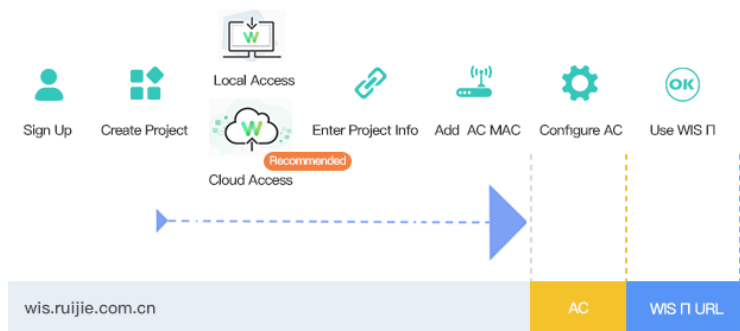 Local Access
Sign Up
Create Project
Enter Project Info
Add AC MAC
Configure AC
OK
Use WIS П
W
W
Recommended
Cloud Access
wis.ruijie.com.cn
AC
WIS П URL